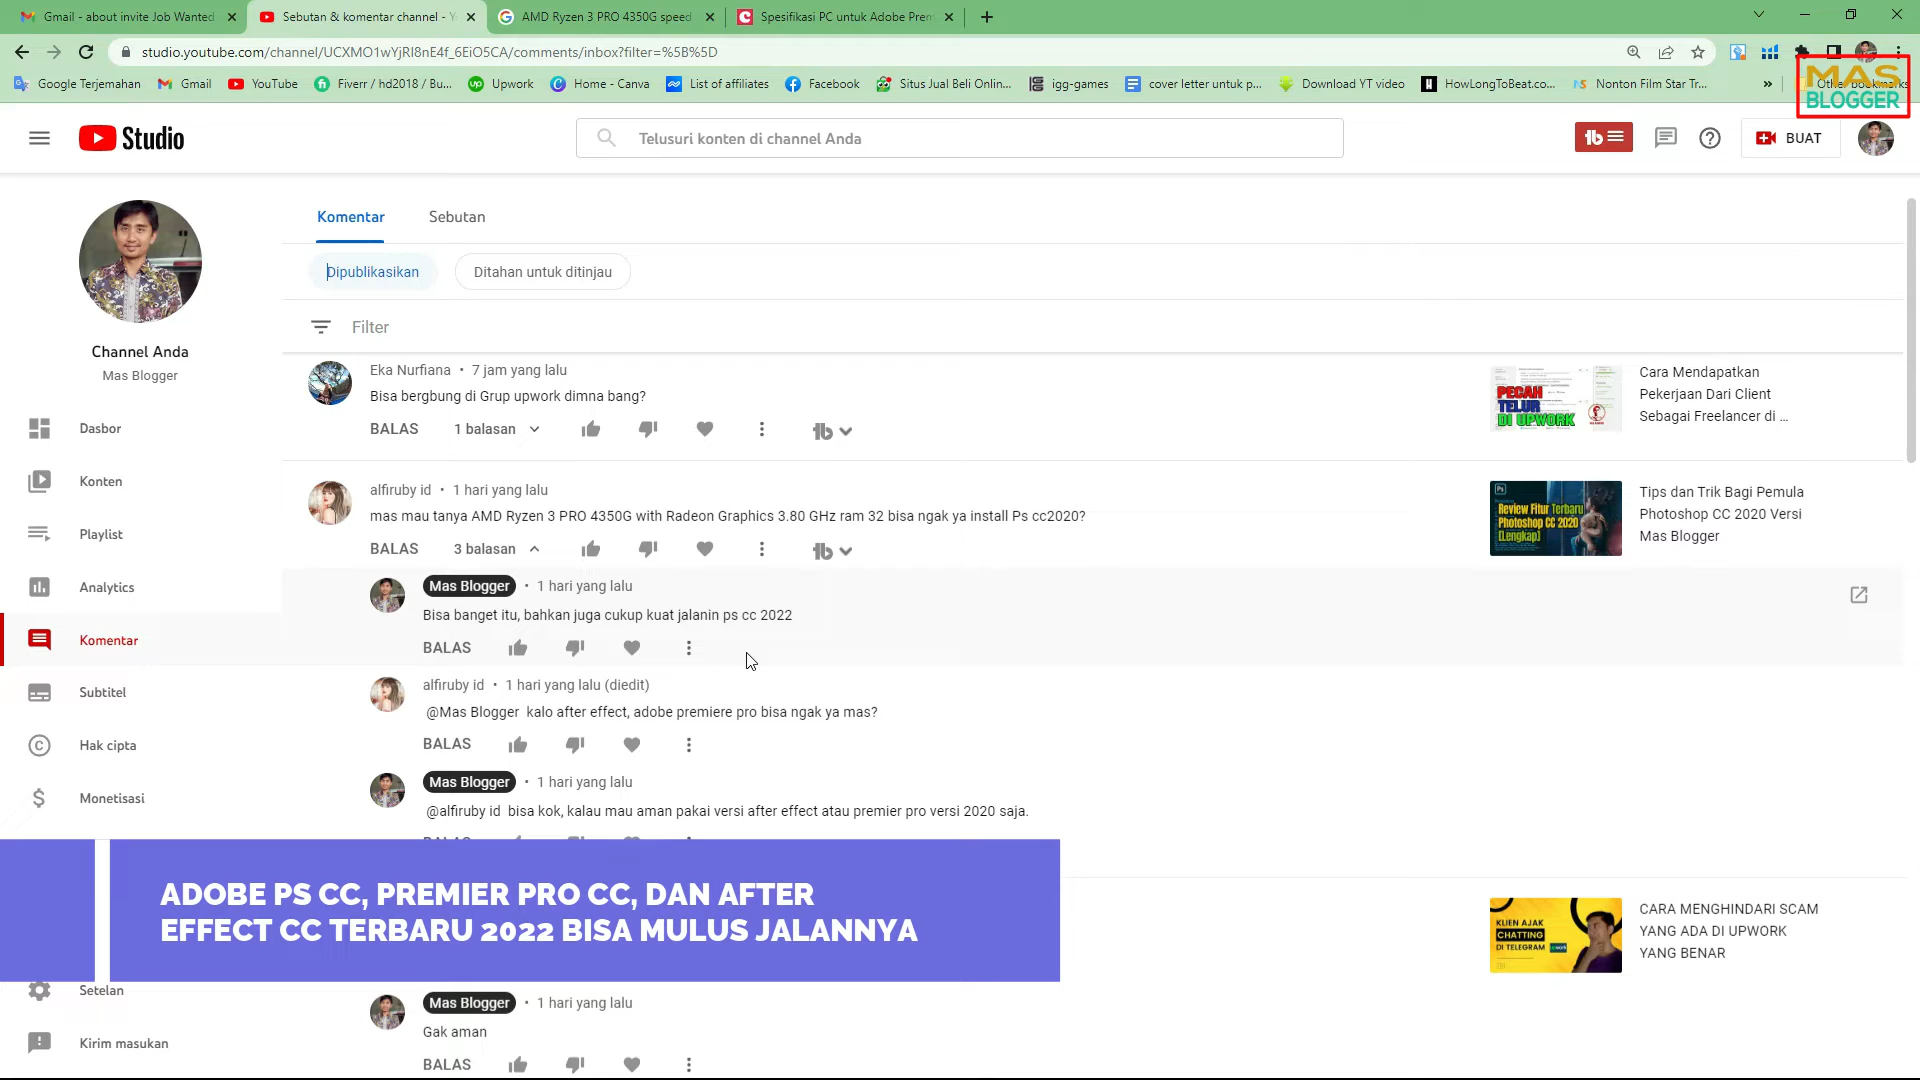 Gmail - about invite Job Wanted
Sebutan & komentar channel - Y
AMD Ryzen 3 PRO 4350G speed
Spesifikasi PC untuk Adobe Prem
studio.youtube.com/channel/UCXMO1wYjRI8nE4f_6EiO5CA/comments/inbox?filter=%5B%5D
Google Terjemahan
Gmail
YouTube
Fiverr / hd2018 / Bu...
Upwork
Home - Canva
List of affiliates
Facebook
Situs Jual Beli Onlin...
igg-games
cover letter untuk p...
Download YT video
HowLongToBeat.co...
Nonton Film Star Tr...
»
Other bookmarks
MAS
BLOGGER
Studio
Telusuri konten di channel Anda
BUAT
Channel Anda
Mas Blogger
Dasbor
Konten
Playlist
Analytics
Komentar
Subtitel
Hak cipta
Monetisasi
Setelan
Kirim masukan
Komentar
Sebutan
Dipublikasikan
Ditahan untuk ditinjau
Filter
Eka Nurfiana • 7 jam yang lalu
Bisa bergbung di Grup upwork dimna bang?
BALAS 1 balasan
PECAH
TELUR
DI UPWORK
Cara Mendapatkan
Pekerjaan Dari Client
Sebagai Freelancer di ...
alfiruby id • 1 hari yang lalu
mas mau tanya AMD Ryzen 3 PRO 4350G with Radeon Graphics 3.80 GHz ram 32 bisa ngak ya install Ps cc2020?
BALAS 3 balasan
Ps
Review Fitur Terbaru
Photoshop CC 2020
[Lengkap]
Tips dan Trik Bagi Pemula
Photoshop CC 2020 Versi
Mas Blogger
Mas Blogger • 1 hari yang lalu
Bisa banget itu, bahkan juga cukup kuat jalanin ps cc 2022
BALAS
alfiruby id • 1 hari yang lalu (diedit)
@Mas Blogger kalo after effect, adobe premiere pro bisa ngak ya mas?
BALAS
Mas Blogger • 1 hari yang lalu
@alfiruby id bisa kok, kalau mau aman pakai versi after effect atau premier pro versi 2020 saja.
ADOBE PS CC, PREMIER PRO CC, DAN AFTER
EFFECT CC TERBARU 2022 BISA MULUS JALANNYA
KLIEN AJAK
CHATTING
DI TELEGRAM
CARA MENGHINDARI SCAM
YANG ADA DI UPWORK
YANG BENAR
Mas Blogger • 1 hari yang lalu
Gak aman
BALAS